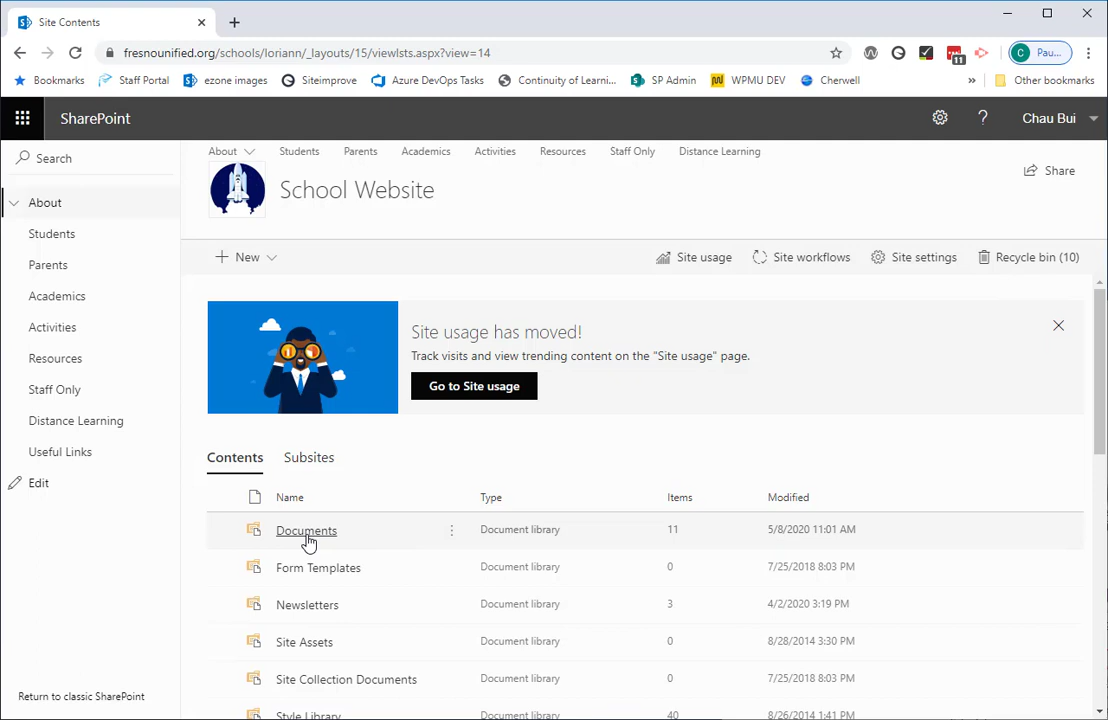 Site Contents
fresnounified.org/schools/loriann/_layouts/15/viewlsts.aspx?view=14
11
C Pau...
Bookmarks Staff Portal ezone images Siteimprove Azure DevOps Tasks Continuity of Learni... SP Admin WPMU DEV Cherwell » Other bookmarks
SharePoint
? Chau Bui
Search
About Students Parents Academics Activities Resources Staff Only Distance Learning
School Website
Share
About
Students
Parents
Academics
Activities
Resources
Staff Only
Distance Learning
Useful Links
Edit
Return to classic SharePoint
New
Site usage Site workflows Site settings Recycle bin (10)
Site usage has moved!
Track visits and view trending content on the "Site usage" page.
Go to Site usage
Contents Subsites
Name Type Items Modified
Documents Document library 11 5/8/2020 11:01 AM
Form Templates Document library 0 7/25/2018 8:03 PM
Newsletters Document library 3 4/2/2020 3:19 PM
Site Assets Document library 0 8/28/2014 3:30 PM
Site Collection Documents Document library 0 7/25/2018 8:03 PM
Style Library Document library 40 8/26/2014 1:41 PM